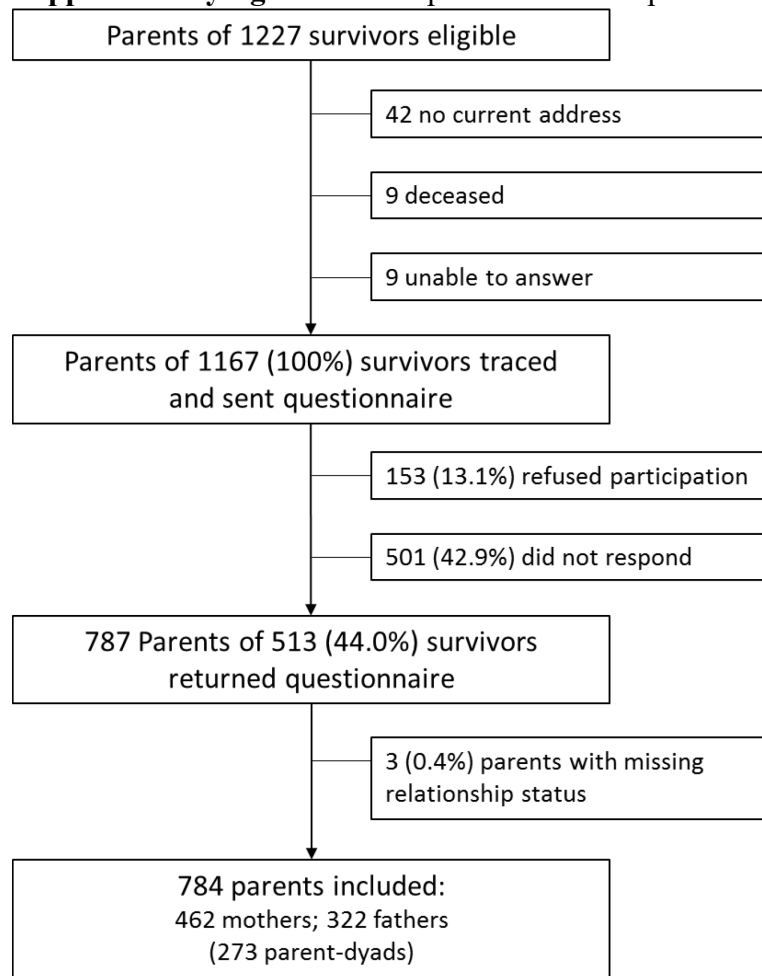 Parents of 1227 survivors eligible
42 no current address
9 deceased
9 unable to answer
Parents of 1167 (100%) survivors traced
and sent questionnaire
153 (13.1%) refused participation
501 (42.9%) did not respond
787 Parents of 513 (44.0%) survivors
returned questionnaire
3 (0.4%) parents with missing
relationship status
784 parents included:
462 mothers; 322 fathers
(273 parent-dyads)